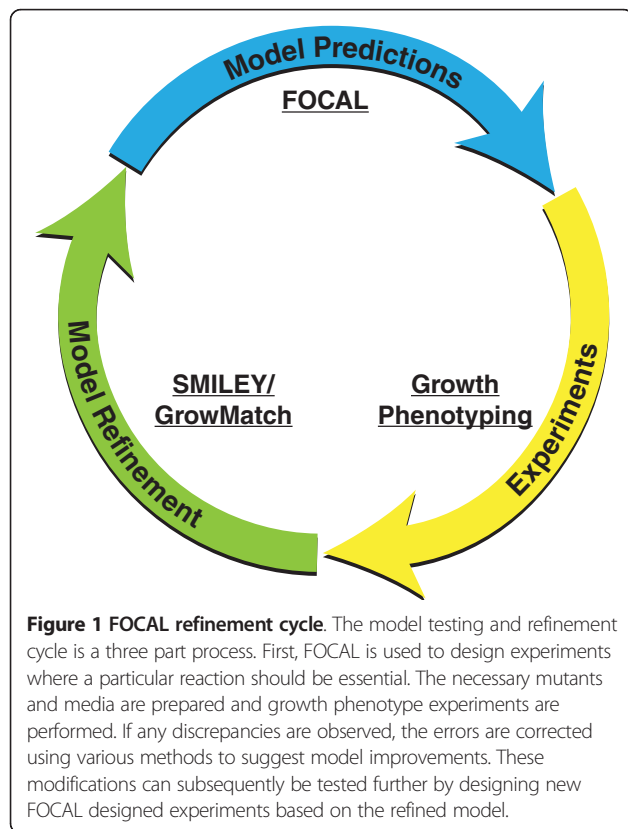 Model Predictions
FOCAL
Experiments
Growth
Phenotyping
SMILEY/
GrowMatch
Model Refinement
Figure 1 FOCAL refinement cycle. The model testing and refinement
cycle is a three part process. First, FOCAL is used to design experiments
where a particular reaction should be essential. The necessary mutants
and media are prepared and growth phenotype experiments are
performed. If any discrepancies are observed, the errors are corrected
using various methods to suggest model improvements. These
modifications can subsequently be tested further by designing new
FOCAL designed experiments based on the refined model.